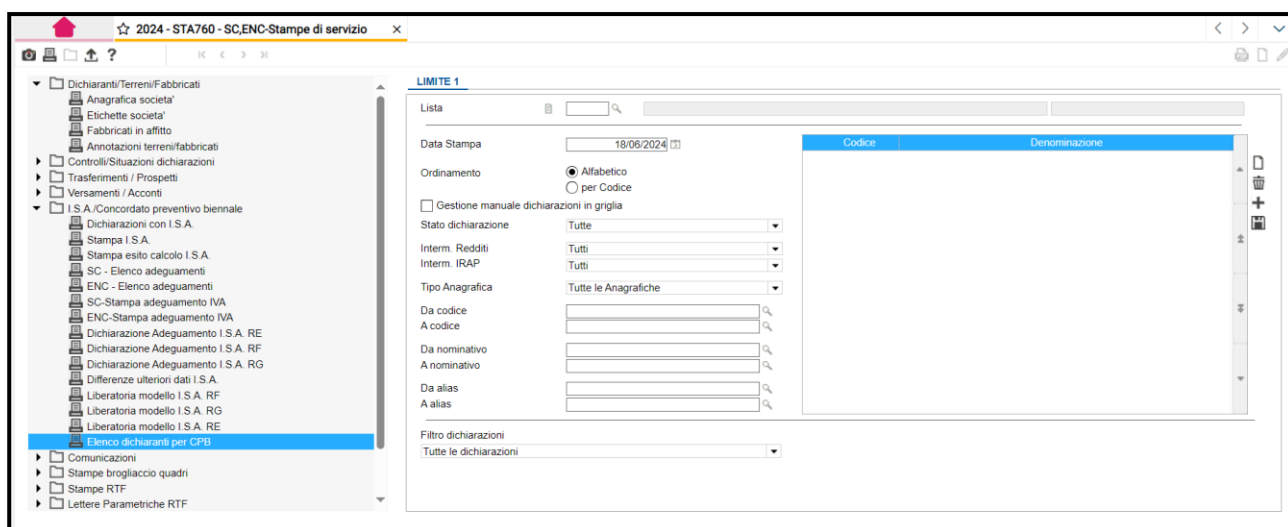 2024 - STA760 - SC,ENC-Stampe di servizio
Dichiaranti/Terreni/Fabbricati
Anagrafica societa'
Etichette societa'
Fabbricati in affitto
Annotazioni terreni/fabbricati
Controlli/Situazioni dichiarazioni
Trasferimenti / Prospetti
Versamenti / Acconti
I.S.A./Concordato preventivo biennale
Dichiarazioni con I.S.A.
Stampa I.S.A.
Stampa esito calcolo I.S.A.
SC - Elenco adeguamenti
ENC - Elenco adeguamenti
SC-Stampa adeguamento IVA
ENC-Stampa adeguamento IVA
Dichiarazione Adeguamento I.S.A. RE
Dichiarazione Adeguamento I.S.A. RF
Dichiarazione Adeguamento I.S.A. RG
Differenze ulteriori dati I.S.A.
Liberatoria modello I.S.A. RF
Liberatoria modello I.S.A. RG
Liberatoria modello I.S.A. RE
Elenco dichiaranti per CPB
Comunicazioni
Stampe brogliaccio quadri
Stampe RTF
Lettere Parametriche RTF
LIMITE 1
Lista
Data Stampa 18/06/2024
Ordinamento Alfabetico
per Codice
Gestione manuale dichiarazioni in griglia
Stato dichiarazione Tutte
Interm. Redditi Tutti
Interm. IRAP Tutti
Tipo Anagrafica Tutte le Anagrafiche
Da codice
A codice
Da nominativo
A nominativo
Da alias
A alias
Filtro dichiarazioni
Tutte le dichiarazioni
Codice Denominazione